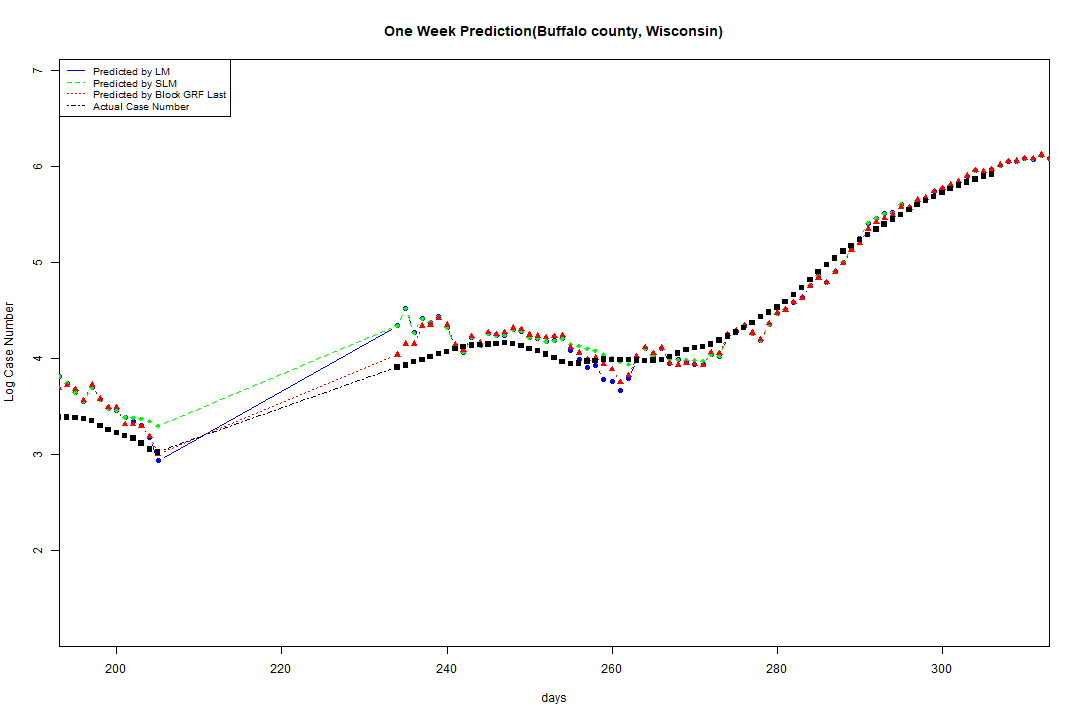 One Week Prediction(Buffalo county, Wisconsin)
Predicted by LM
Predicted by SLM
Predicted by Block GRF Last
Actual Case Number
7
6
5
4
3
2
Log Case Number
200 220 240 260 280 300
days